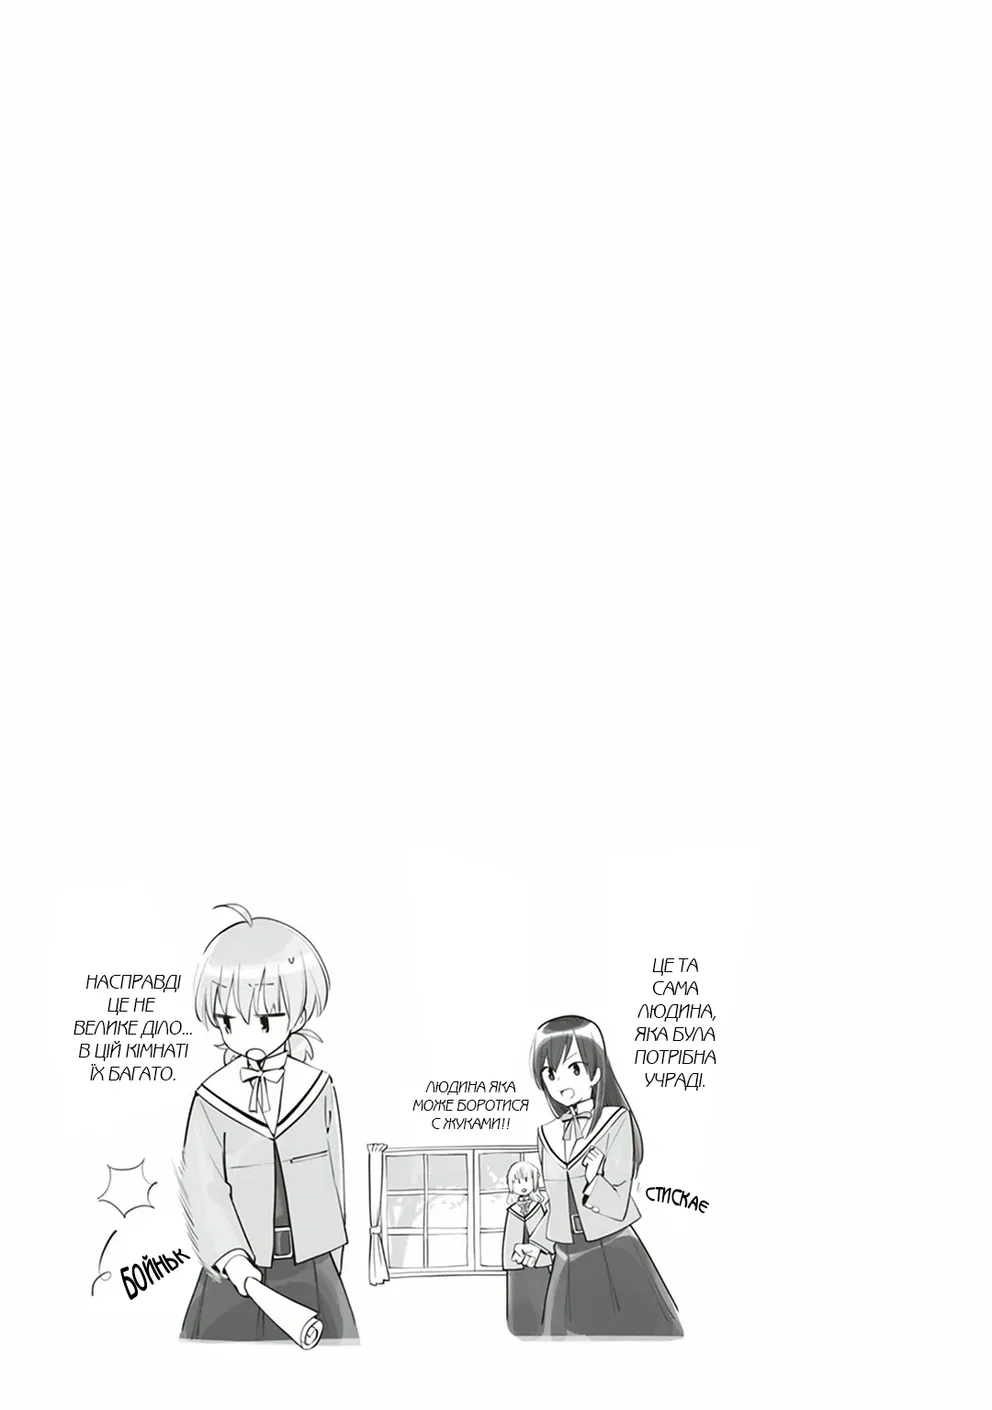 ЦЕ ТА
САМА
ЛЮДИНА,
ЯКА БУЛА
ПОТРІБНА
УЧРАДІ.
СТИСКАЄ
ЛЮДИНА ЯКА
МОЖЕ БОРОТИСЯ
С ЖУКАМИ!!
НАСПРАВДІ
ЦЕ НЕ
ВЕЛИКЕ ДІЛО...
В ЦІЙ КІМНАТІ
ЇХ БАГАТО.
БОЙНЬК